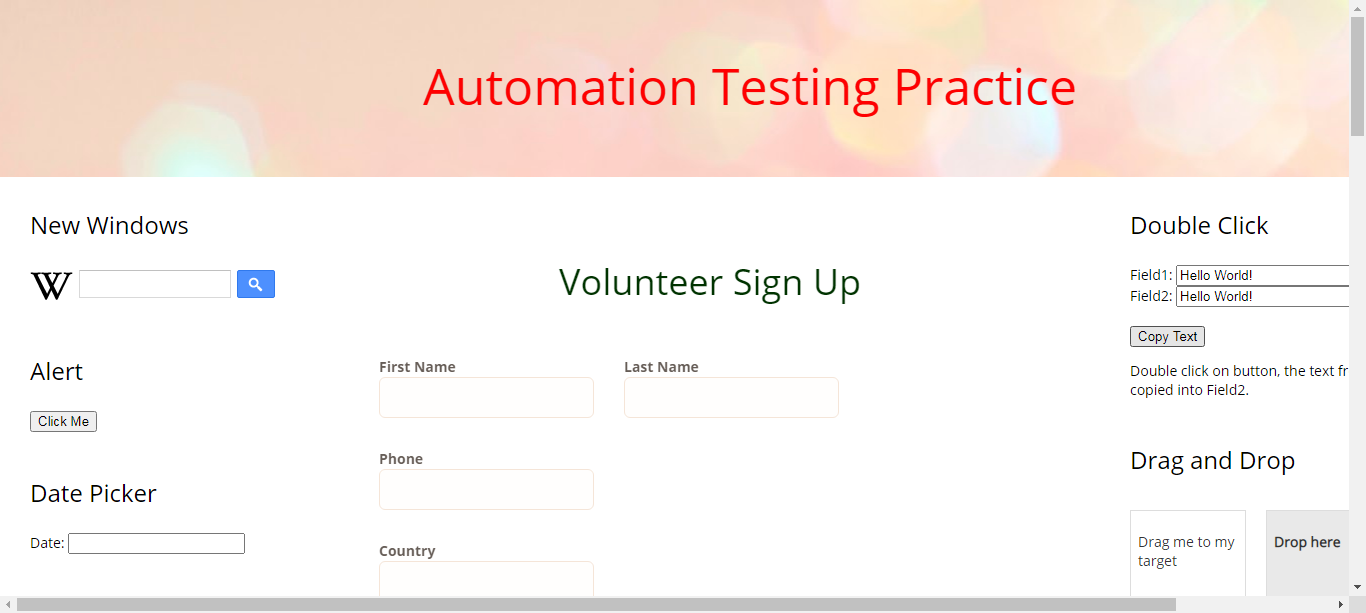 Automation Testing Practice
New Windows
W
Alert
Click Me
Date Picker
Date:
Volunteer Sign Up
First Name
Last Name
Phone
Country
Double Click
Field1: Hello World!
Field2: Hello World!
Copy Text
Double click on button, the text
copied into Field2.
Drag and Drop
Drag me to my
target
Drop here